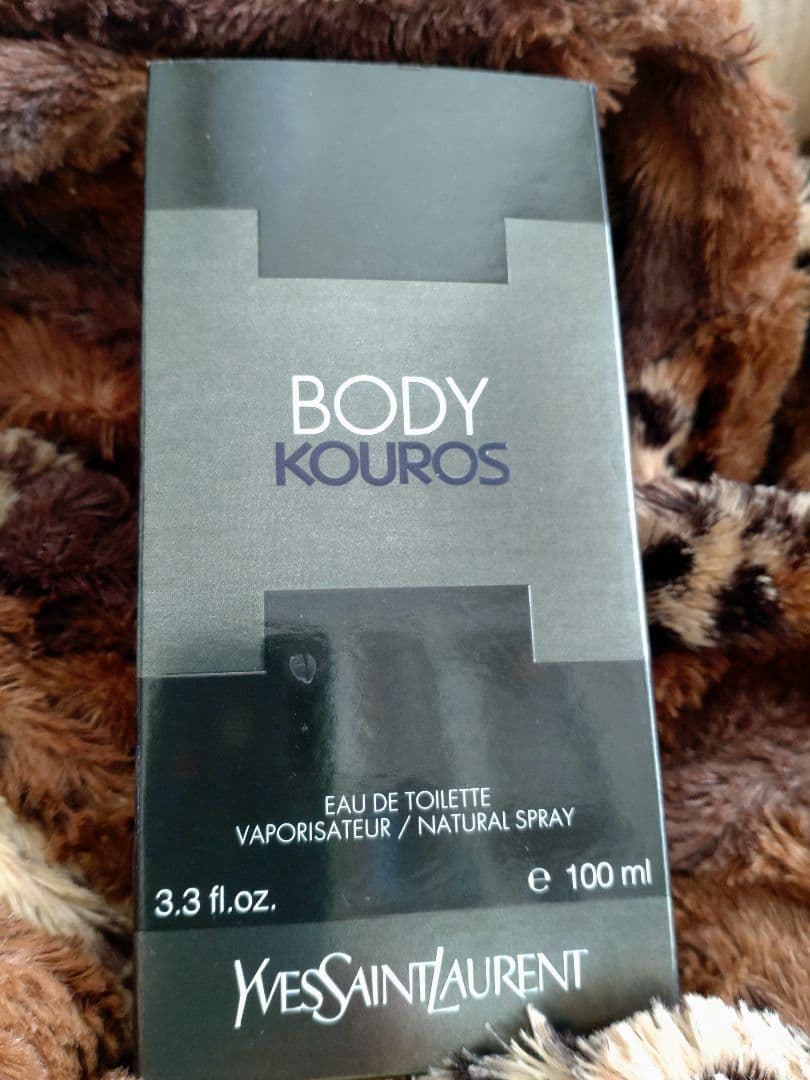 BODY
KOUROS
EAU DE TOILETTE
VAPORISATEUR / NATURAL SPRAY
3.3 fl.oz. ℮ 100 ml
YVESSAINTLAURENT